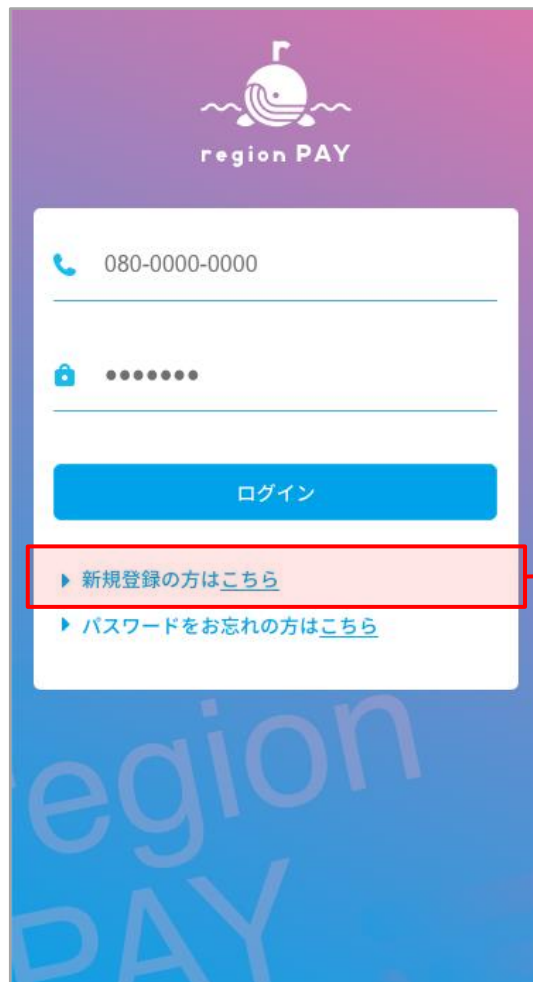 r
region PAY
080-0000-0000
●●●●●●●
ログイン
新規登録の方はこちら
パスワードをお忘れの方はこちら
region
PAY